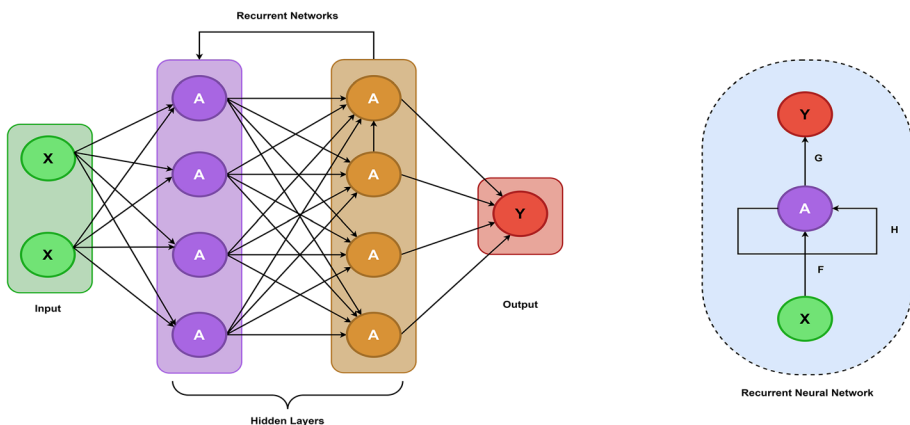 Recurrent Networks
A
A
X
Y
A
A
G
A
Y
H
X
A
A
F
Input
Output
X
A
A
Recurrent Neural Network
Hidden Layers